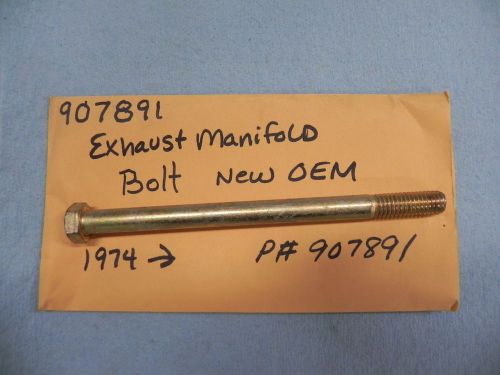 907891
Exhaust Manifold
Bolt New OEM
1974 → P# 907891